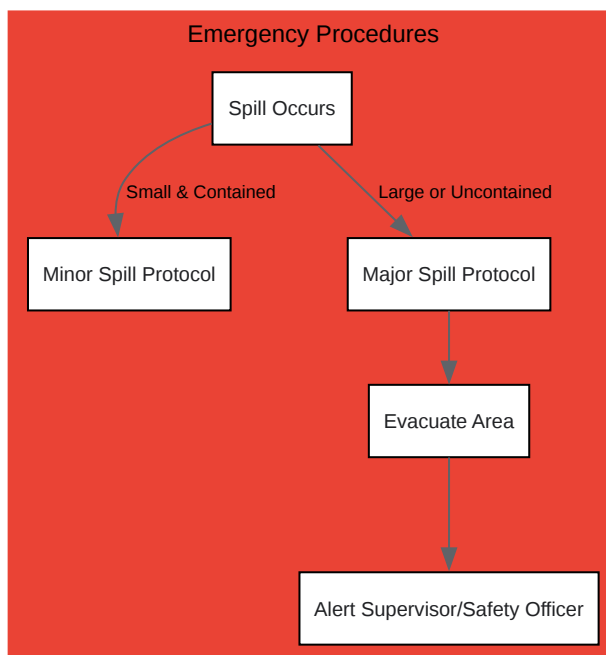 Emergency Procedures
Spill Occurs
Small & Contained
Large or Uncontained
Minor Spill Protocol
Major Spill Protocol
Evacuate Area
Alert Supervisor/Safety Officer